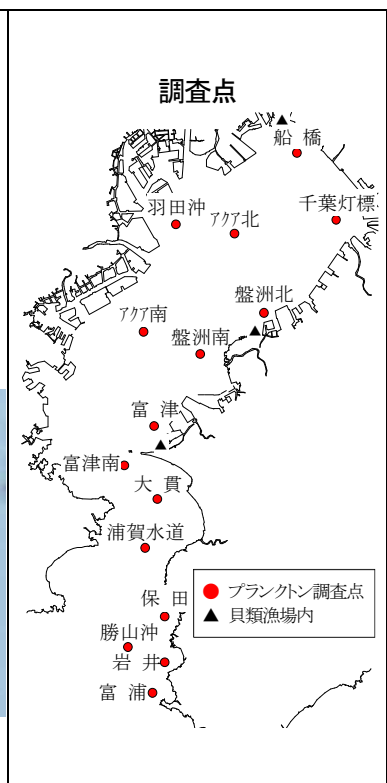 調査点
船 橋
千葉灯標
羽田沖
アクア北
盤洲北
アクア南
盤洲南
富 津
富津南
大 貫
浦賀水道
保 田
勝山沖
岩 井
富 浦
プランクトン調査点
貝類漁場内